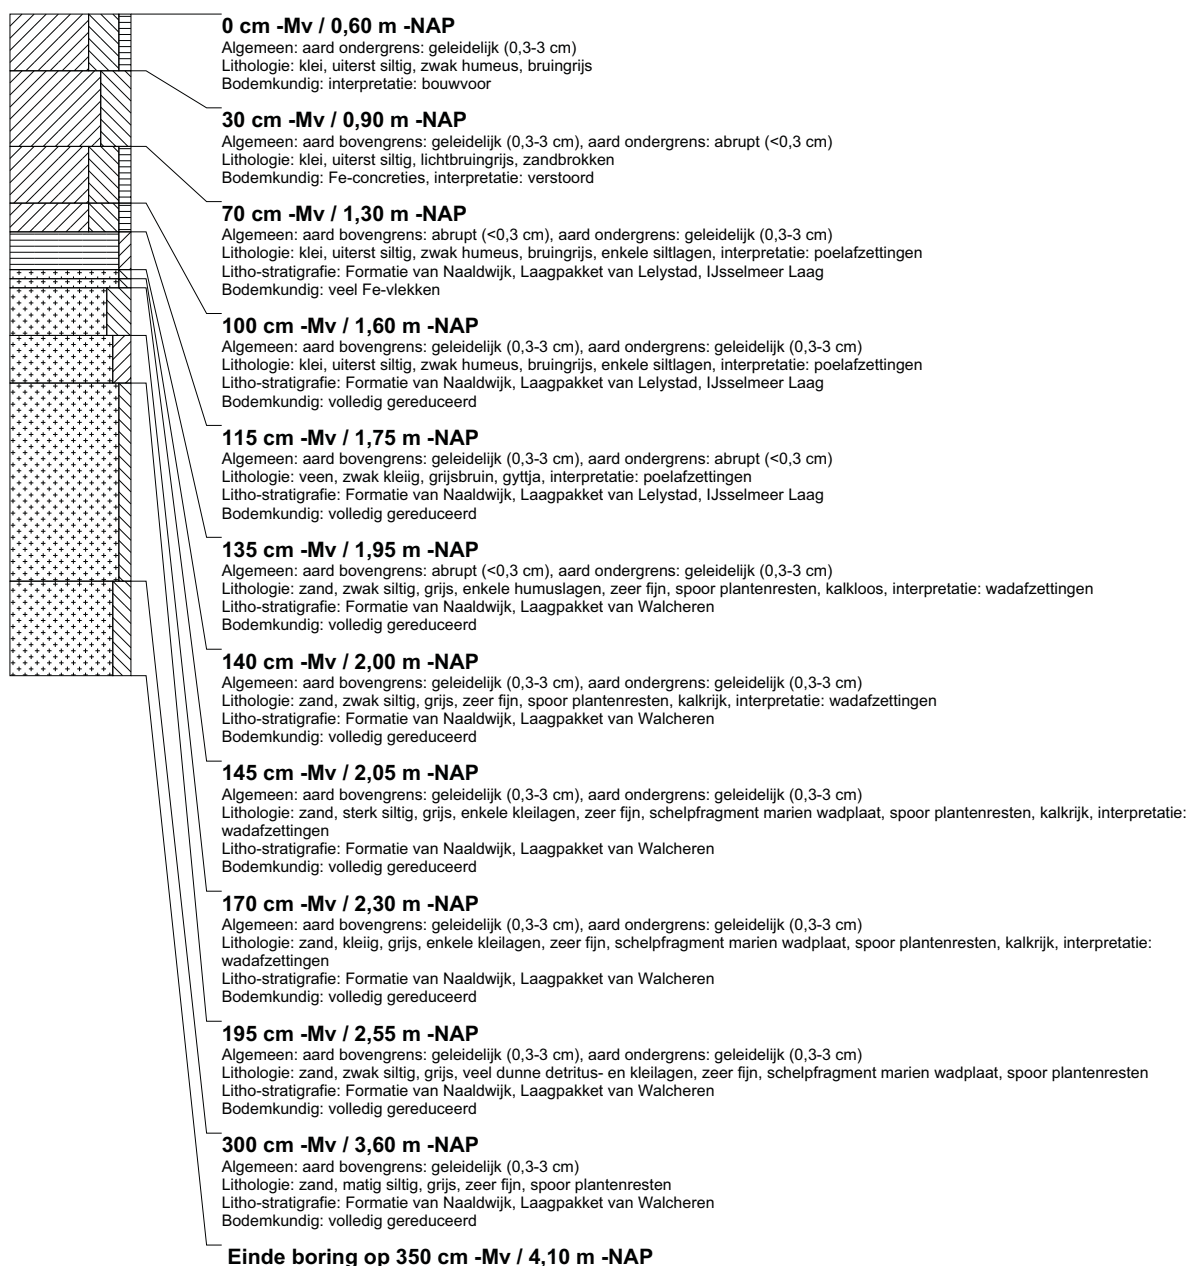 0 cm -Mv / 0,60 m -NAP
Algemeen: aard ondergrens: geleidelijk (0,3-3 cm)
Lithologie: klei, uiterst siltig, zwak humeus, bruingrijs
Bodemkundig: interpretatie: bouwvoor
30 cm -Mv / 0,90 m -NAP
Algemeen: aard bovengrens: geleidelijk (0,3-3 cm), aard ondergrens: abrupt (<0,3 cm)
Lithologie: klei, uiterst siltig, lichtbruingrijs, zandbrokken
Bodemkundig: Fe-concreties, interpretatie: verstoord
70 cm -Mv / 1,30 m -NAP
Algemeen: aard bovengrens: abrupt (<0,3 cm), aard ondergrens: geleidelijk (0,3-3 cm)
Lithologie: klei, uiterst siltig, zwak humeus, bruingrijs, enkele siltlagen, interpretatie: poelafzettingen
Litho-stratigrafie: Formatie van Naaldwijk, Laagpakket van Lelystad, IJsselmeer Laag
Bodemkundig: veel Fe-vlekken
100 cm -Mv / 1,60 m -NAP
Algemeen: aard bovengrens: geleidelijk (0,3-3 cm), aard ondergrens: geleidelijk (0,3-3 cm)
Lithologie: klei, uiterst siltig, zwak humeus, bruingrijs, enkele siltlagen, interpretatie: poelafzettingen
Litho-stratigrafie: Formatie van Naaldwijk, Laagpakket van Lelystad, IJsselmeer Laag
Bodemkundig: volledig gereduceerd
115 cm -Mv / 1,75 m -NAP
Algemeen: aard bovengrens: geleidelijk (0,3-3 cm), aard ondergrens: abrupt (<0,3 cm)
Lithologie: veen, zwak kleiig, grijsbruin, gyttja, interpretatie: poelafzettingen
Litho-stratigrafie: Formatie van Naaldwijk, Laagpakket van Lelystad, IJsselmeer Laag
Bodemkundig: volledig gereduceerd
135 cm -Mv / 1,95 m -NAP
Algemeen: aard bovengrens: abrupt (<0,3 cm), aard ondergrens: geleidelijk (0,3-3 cm)
Lithologie: zand, zwak siltig, grijs, enkele humuslagen, zeer fijn, spoor plantenresten, kalkloos, interpretatie: wadafzettingen
Litho-stratigrafie: Formatie van Naaldwijk, Laagpakket van Walcheren
Bodemkundig: volledig gereduceerd
140 cm -Mv / 2,00 m -NAP
Algemeen: aard bovengrens: geleidelijk (0,3-3 cm), aard ondergrens: geleidelijk (0,3-3 cm)
Lithologie: zand, zwak siltig, grijs, zeer fijn, spoor plantenresten, kalkrijk, interpretatie: wadafzettingen
Litho-stratigrafie: Formatie van Naaldwijk, Laagpakket van Walcheren
Bodemkundig: volledig gereduceerd
145 cm -Mv / 2,05 m -NAP
Algemeen: aard bovengrens: geleidelijk (0,3-3 cm), aard ondergrens: geleidelijk (0,3-3 cm)
Lithologie: zand, sterk siltig, grijs, enkele kleilagen, zeer fijn, schelpfragment marien wadplaat, spoor plantenresten, kalkrijk, interpretatie:
wadafzettingen
Litho-stratigrafie: Formatie van Naaldwijk, Laagpakket van Walcheren
Bodemkundig: volledig gereduceerd
170 cm -Mv / 2,30 m -NAP
Algemeen: aard bovengrens: geleidelijk (0,3-3 cm), aard ondergrens: geleidelijk (0,3-3 cm)
Lithologie: zand, kleiig, grijs, enkele kleilagen, zeer fijn, schelpfragment marien wadplaat, spoor plantenresten, kalkrijk, interpretatie:
wadafzettingen
Litho-stratigrafie: Formatie van Naaldwijk, Laagpakket van Walcheren
Bodemkundig: volledig gereduceerd
195 cm -Mv / 2,55 m -NAP
Algemeen: aard bovengrens: geleidelijk (0,3-3 cm), aard ondergrens: geleidelijk (0,3-3 cm)
Lithologie: zand, zwak siltig, grijs, veel dunne detritus- en kleilagen, zeer fijn, schelpfragment marien wadplaat, spoor plantenresten
Litho-stratigrafie: Formatie van Naaldwijk, Laagpakket van Walcheren
Bodemkundig: volledig gereduceerd
300 cm -Mv / 3,60 m -NAP
Algemeen: aard bovengrens: geleidelijk (0,3-3 cm)
Lithologie: zand, matig siltig, grijs, zeer fijn, spoor plantenresten
Litho-stratigrafie: Formatie van Naaldwijk, Laagpakket van Walcheren
Bodemkundig: volledig gereduceerd
Einde boring op 350 cm -Mv / 4,10 m -NAP